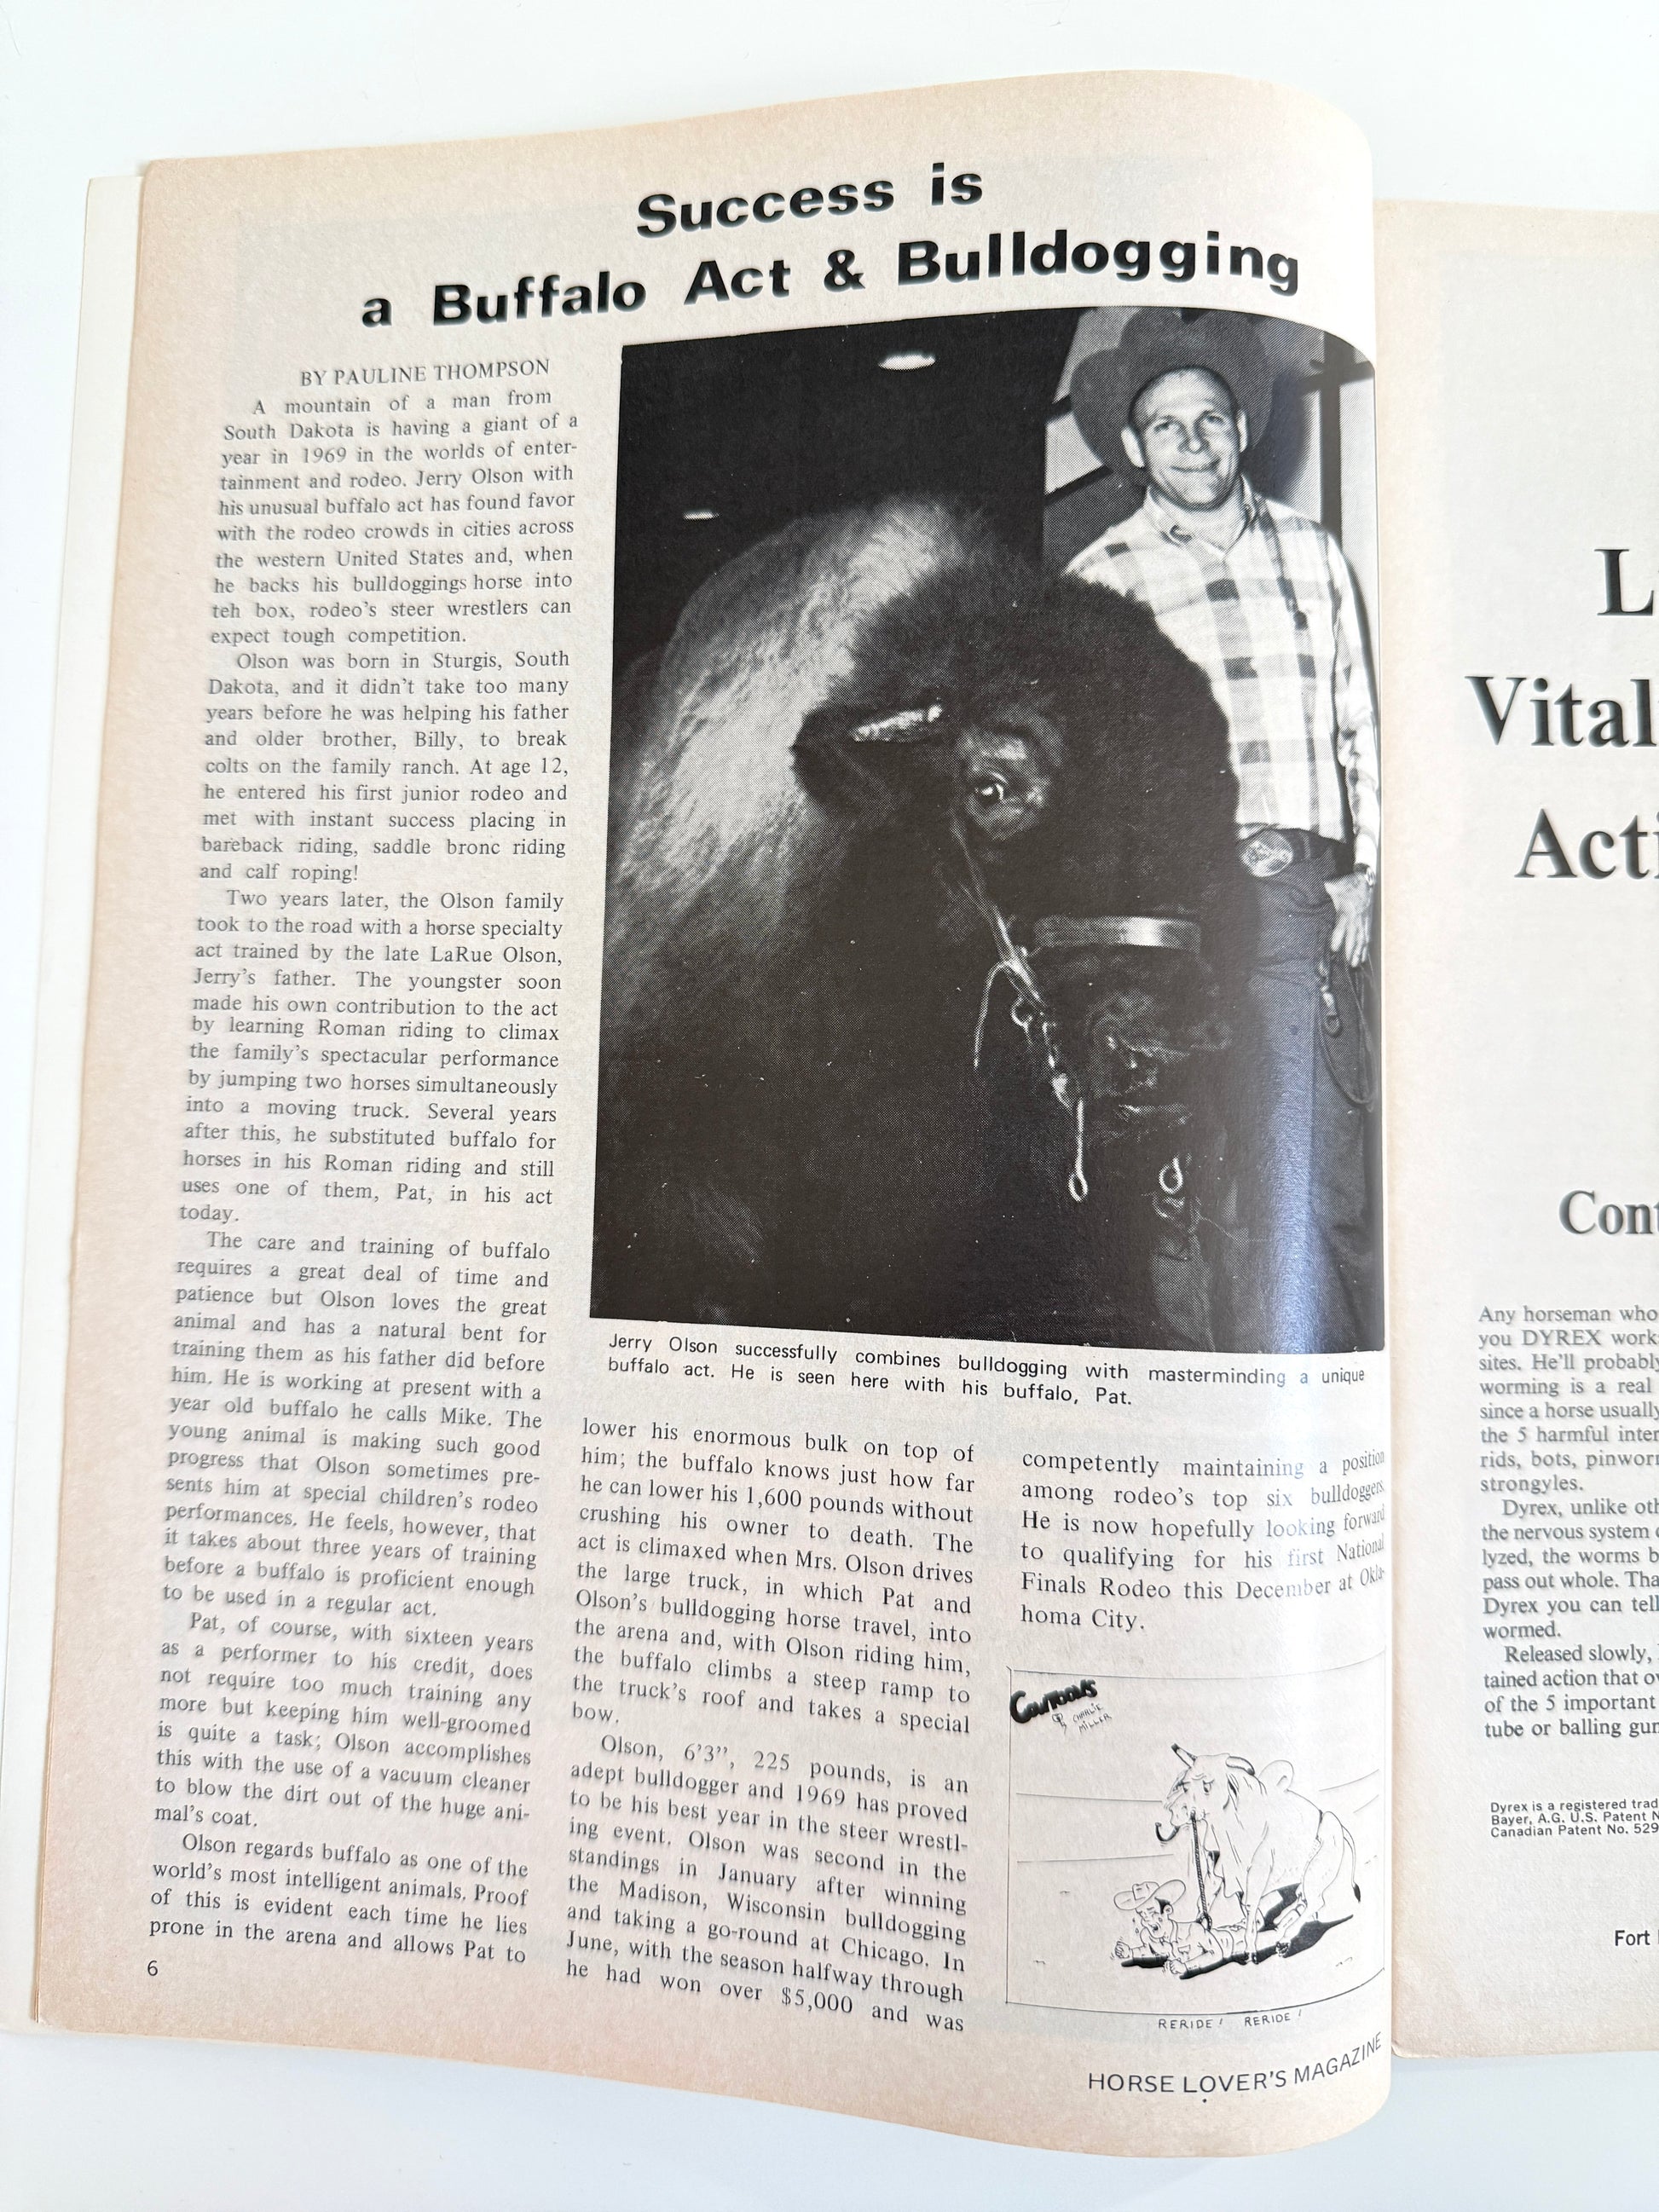 Success is
a Buffalo Act & Bulldogging
BY PAULINE THOMPSON
A mountain of a man from
South Dakota is having a giant of a
year in 1969 in the worlds of enter-
tainment and rodeo. Jerry Olson with
his unusual buffalo act has found favor
with the rodeo crowds in cities across
the western United States and, when
he backs his bulldoggings horse into
teh box, rodeo's steer wrestlers can
expect tough competition.
Olson was born in Sturgis, South
Dakota, and it didn't take too many
years before he was helping his father
and older brother, Billy, to break
colts on the family ranch. At age 12,
he entered his first junior rodeo and
met with instant success placing in
bareback riding, saddle bronc riding
and calf roping!
Two years later, the Olson family
took to the road with a horse specialty
act trained by the late LaRue Olson,
Jerry's father. The youngster soon
made his own contribution to the act
by learning Roman riding to climax
the family's spectacular performance
by jumping two horses simultaneously
into a moving truck. Several years
after this, he substituted buffalo for
horses in his Roman riding and still
uses one of them, Pat, in his act
today.
The care and training of buffalo
requires a great deal of time and
patience but Olson loves the great
animal and has a natural bent for
training them as his father did before
him. He is working at present with a
year old buffalo he calls Mike. The
young animal is making such good
progress that Olson sometimes pre-
sents him at special children's rodeo
performances. He feels, however, that
it takes about three years of training
before a buffalo is proficient enough
to be used in a regular act.
Pat, of course, with sixteen years
as a performer to his credit, does
not require too much training any
more but keeping him well-groomed
is quite a task; Olson accomplishes
this with the use of a vacuum cleaner
to blow the dirt out of the huge ani-
mal's coat.
Olson regards buffalo as one of the
world's most intelligent animals. Proof
of this is evident each time he lies
prone in the arena and allows Pat to
6
Jerry Olson successfully combines bulldogging with masterminding a unique
buffalo act. He is seen here with his buffalo, Pat.
lower his enormous bulk on top of
him; the buffalo knows just how far
he can lower his 1,600 pounds without
crushing his owner to death. The
act is climaxed when Mrs. Olson drives
the large truck, in which Pat and
Olson's bulldogging horse travel, into
the arena and, with Olson riding him,
the buffalo climbs a steep ramp to
the truck's roof and takes a special
bow.
Olson, 6'3", 225 pounds, is an
adept bulldogger and 1969 has proved
to be his best year in the steer wrestl-
ing event. Olson was second in the
standings in January after winning
the Madison, Wisconsin bulldogging
and taking a go-round at Chicago. In
June, with the season halfway through
he had won over $5,000 and was
competently maintaining a position
among rodeo's top six bulldoggers.
He is now hopefully looking forward
to qualifying for his first National
Finals Rodeo this December at Okla-
homa City.
Cowtoons
By CHARLIE
MILLER
RERIDE! RERIDE!
HORSE LOVER'S MAGAZINE
L
Vital
Acti
Cont
Any horseman who
you DYREX work
sites. He'll probably
worming is a real
since a horse usually
the 5 harmful inter
rids, bots, pinworm
strongyles.
Dyrex, unlike oth
the nervous system
lyzed, the worms b
pass out whole. Tha
Dyrex you can tell
wormed.
Released slowly,
tained action that ov
of the 5 important
tube or balling gun
Dyrex is a registered trad
Bayer, A.G. U.S. Patent N
Canadian Patent No. 529
Fort